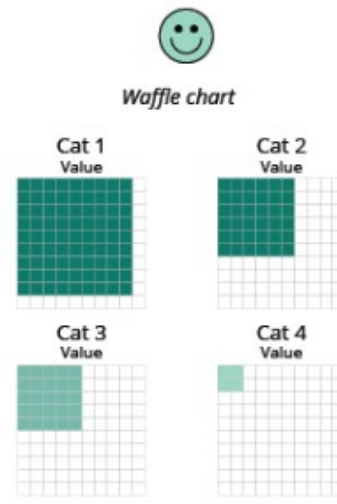 Waffle chart
Cat 1
Value
Cat 2
Value
Cat 3
Value
Cat 4
Value